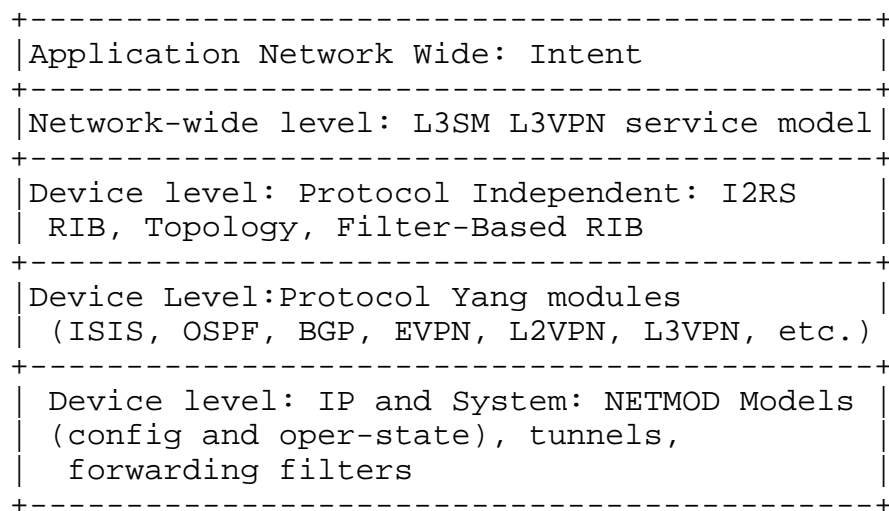 +--------------------------------------------+
|Application Network Wide: Intent            |
+--------------------------------------------+
|Network-wide level: L3SM L3VPN service model|
+--------------------------------------------+
|Device level: Protocol Independent: I2RS    |
| RIB, Topology, Filter-Based RIB            |
+--------------------------------------------+
|Device Level:Protocol Yang modules          |
| (ISIS, OSPF, BGP, EVPN, L2VPN, L3VPN, etc.)
+--------------------------------------------+
| Device level: IP and System: NETMOD Models |
| (config and oper-state), tunnels,          |
|  forwarding filters                        |
+--------------------------------------------+